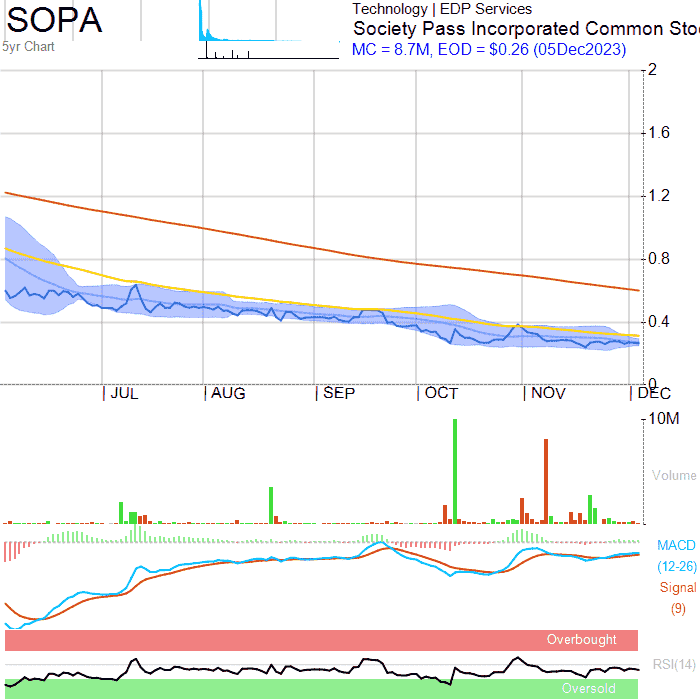 SOPA
5yr Chart
Technology | EDP Services
Society Pass Incorporated Common Sto
MC = 8.7M, EOD = $0.26 (05Dec2023)
2
1.6
1.2
0.8
0.4
0
JUL AUG SEP OCT NOV DEC
10M
Volume
MACD
(12-26)
Signal
(9)
Overbought
RSI(14)
Oversold